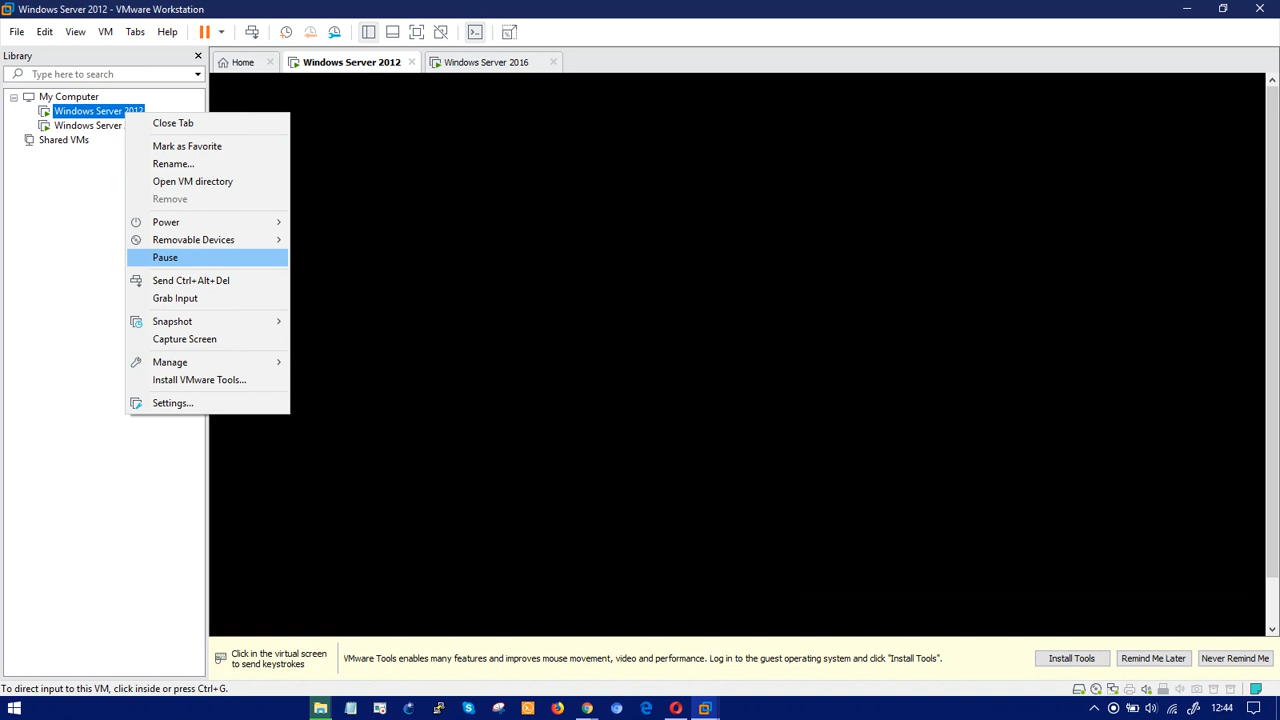 Windows Server 2012 - VMware Workstation
File Edit View VM Tabs Help
Library
Type here to search
Home
Windows Server 2012
Windows Server 2016
My Computer
Windows Server 2012
Windows Server
Shared VMs
Close Tab
Mark as Favorite
Rename...
Open VM directory
Remove
Power
Removable Devices
Pause
Send Ctrl+Alt+Del
Grab Input
Snapshot
Capture Screen
Manage
Install VMware Tools...
Settings...
Click in the virtual screen
to send keystrokes
VMware Tools enables many features and improves mouse movement, video and performance. Log in to the guest operating system and click "Install Tools".
Install Tools
Remind Me Later
Never Remind Me
To direct input to this VM, click inside or press Ctrl+G.
12:44